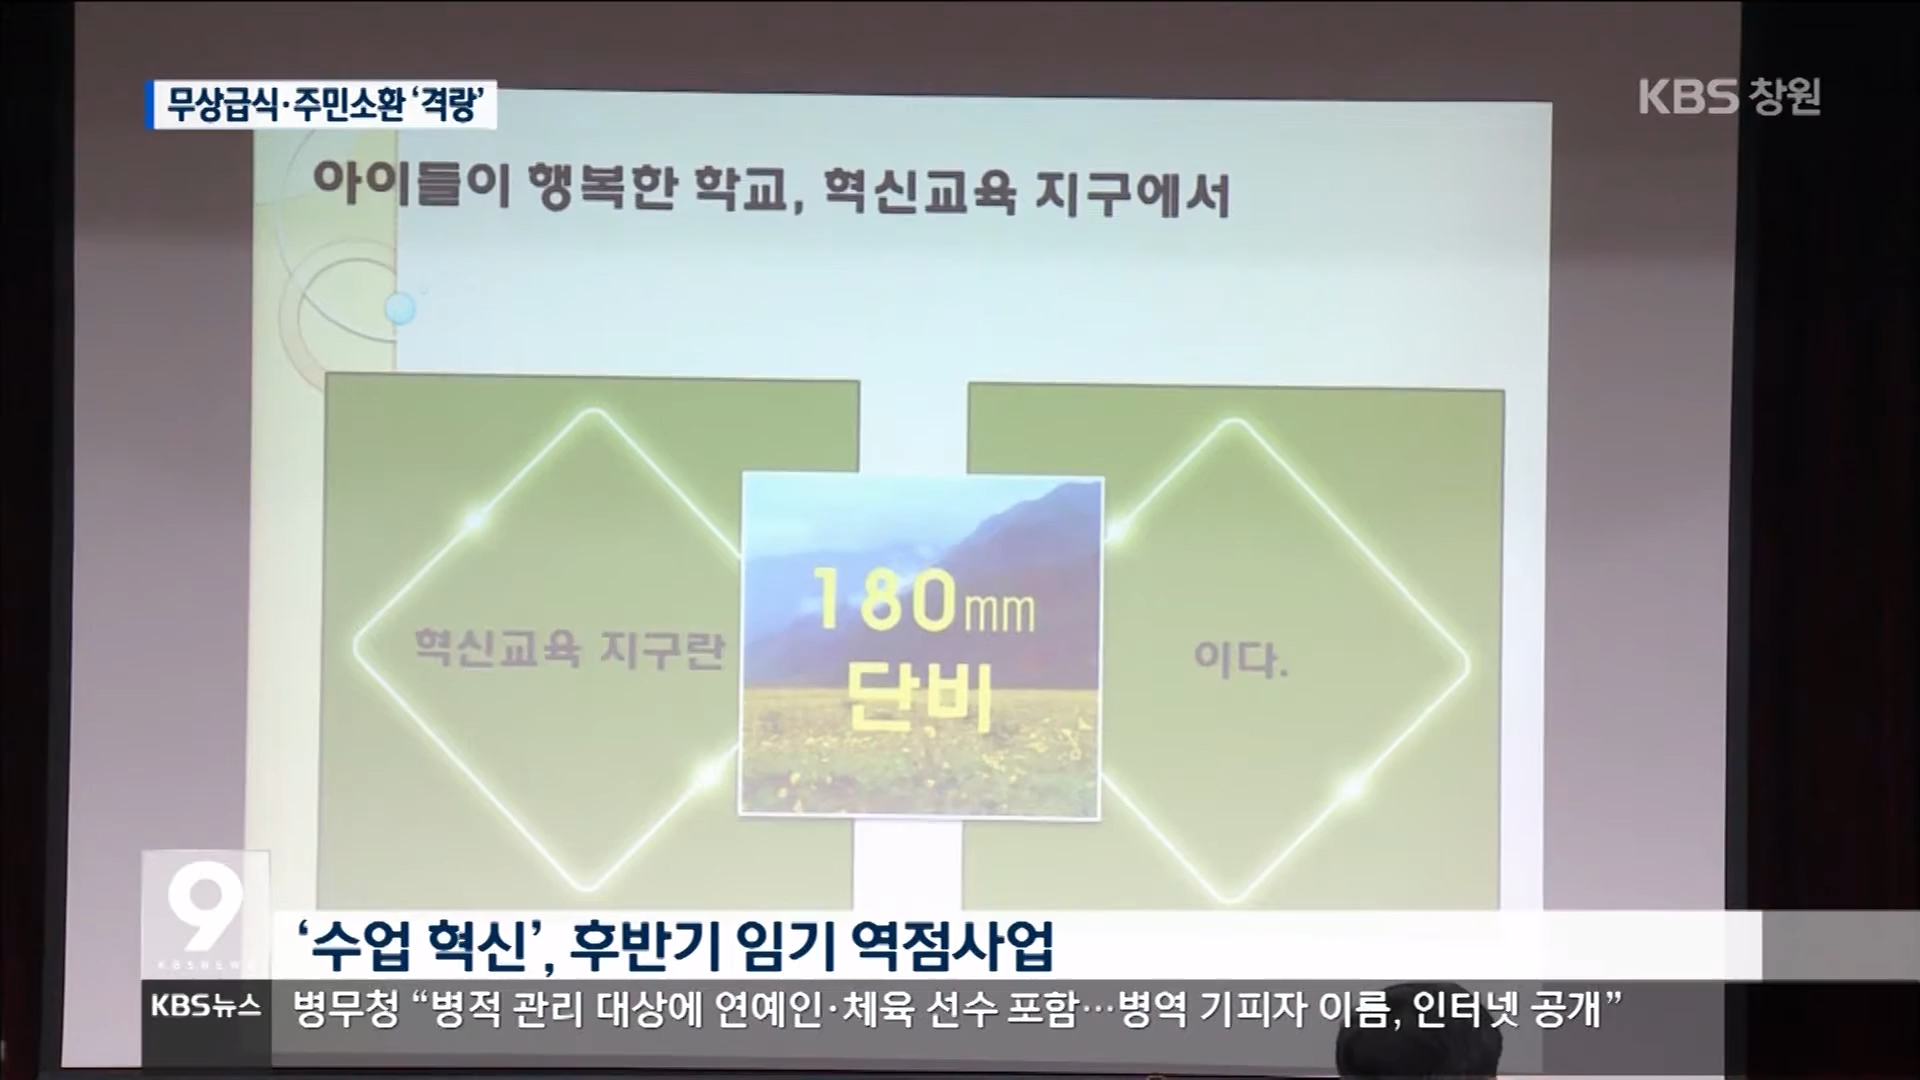 무상급식·주민소환 ‘격랑’
KBS 창원
아이들이 행복한 학교, 혁신교육 지구에서
혁신교육 지구란
180mm
단비
이다.
9
KBS NEWS
‘수업 혁신’, 후반기 임기 역점사업
KBS뉴스
병무청 “병적 관리 대상에 연예인·체육 선수 포함…병역 기피자 이름, 인터넷 공개”